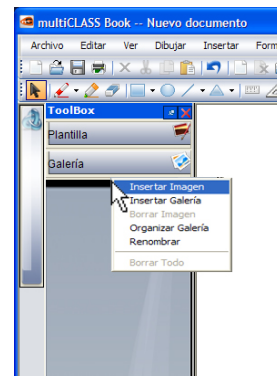 multiCLASS Book -- Nuevo documento
Archivo Editar Ver Dibujar Insertar Form
ToolBox
Plantilla
Galería
Insertar Imagen
Insertar Galería
Borrar Imagen
Organizar Galería
Renombrar
Borrar Todo